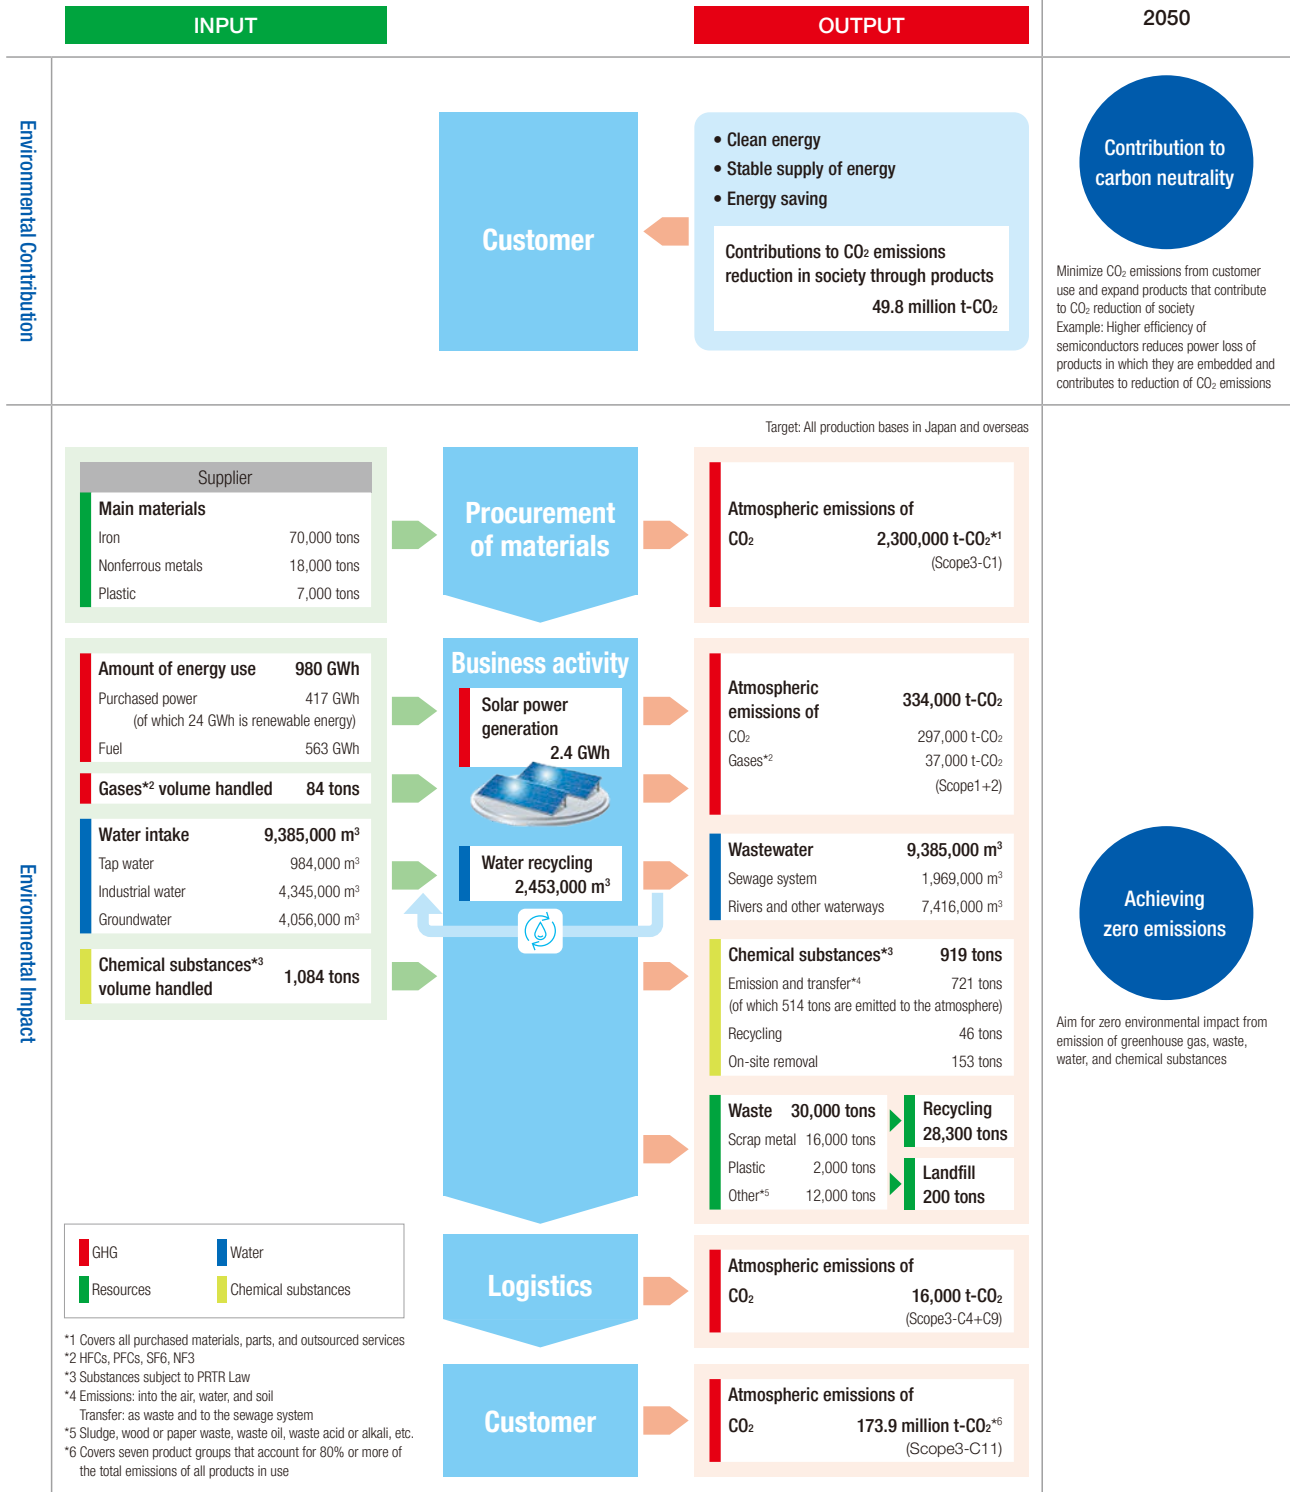 INPUT
OUTPUT
2050
Environmental Contribution
Customer
• Clean energy
• Stable supply of energy
• Energy saving
Contributions to CO₂ emissions
reduction in society through products
49.8 million t-CO₂
Contribution to
carbon neutrality
Minimize CO₂ emissions from customer
use and expand products that contribute
to CO₂ reduction of society
Example: Higher efficiency of
semiconductors reduces power loss of
products in which they are embedded and
contributes to reduction of CO₂ emissions
Environmental Impact
Target: All production bases in Japan and overseas
Supplier
Main materials
Iron 70,000 tons
Nonferrous metals 18,000 tons
Plastic 7,000 tons
Procurement
of materials
Atmospheric emissions of
CO₂ 2,300,000 t-CO₂*1
(Scope3-C1)
Amount of energy use 980 GWh
Purchased power 417 GWh
(of which 24 GWh is renewable energy)
Fuel 563 GWh
Gases*2 volume handled 84 tons
Water intake 9,385,000 m³
Tap water 984,000 m³
Industrial water 4,345,000 m³
Groundwater 4,056,000 m³
Chemical substances*3
volume handled 1,084 tons
Business activity
Solar power
generation
2.4 GWh
Water recycling
2,453,000 m³
Atmospheric
emissions of 334,000 t-CO₂
CO₂ 297,000 t-CO₂
Gases*2 37,000 t-CO₂
(Scope1+2)
Wastewater 9,385,000 m³
Sewage system 1,969,000 m³
Rivers and other waterways 7,416,000 m³
Chemical substances*3 919 tons
Emission and transfer*4 721 tons
(of which 514 tons are emitted to the atmosphere)
Recycling 46 tons
On-site removal 153 tons
Waste 30,000 tons
Scrap metal 16,000 tons
Plastic 2,000 tons
Other*5 12,000 tons
Recycling
28,300 tons
Landfill
200 tons
Achieving
zero emissions
Aim for zero environmental impact from
emission of greenhouse gas, waste,
water, and chemical substances
Logistics
Atmospheric emissions of
CO₂ 16,000 t-CO₂
(Scope3-C4+C9)
Customer
Atmospheric emissions of
CO₂ 173.9 million t-CO₂*6
(Scope3-C11)
GHG
Water
Resources
Chemical substances
*1 Covers all purchased materials, parts, and outsourced services
*2 HFCs, PFCs, SF6, NF3
*3 Substances subject to PRTR Law
*4 Emissions: into the air, water, and soil
Transfer: as waste and to the sewage system
*5 Sludge, wood or paper waste, waste oil, waste acid or alkali, etc.
*6 Covers seven product groups that account for 80% or more of
the total emissions of all products in use